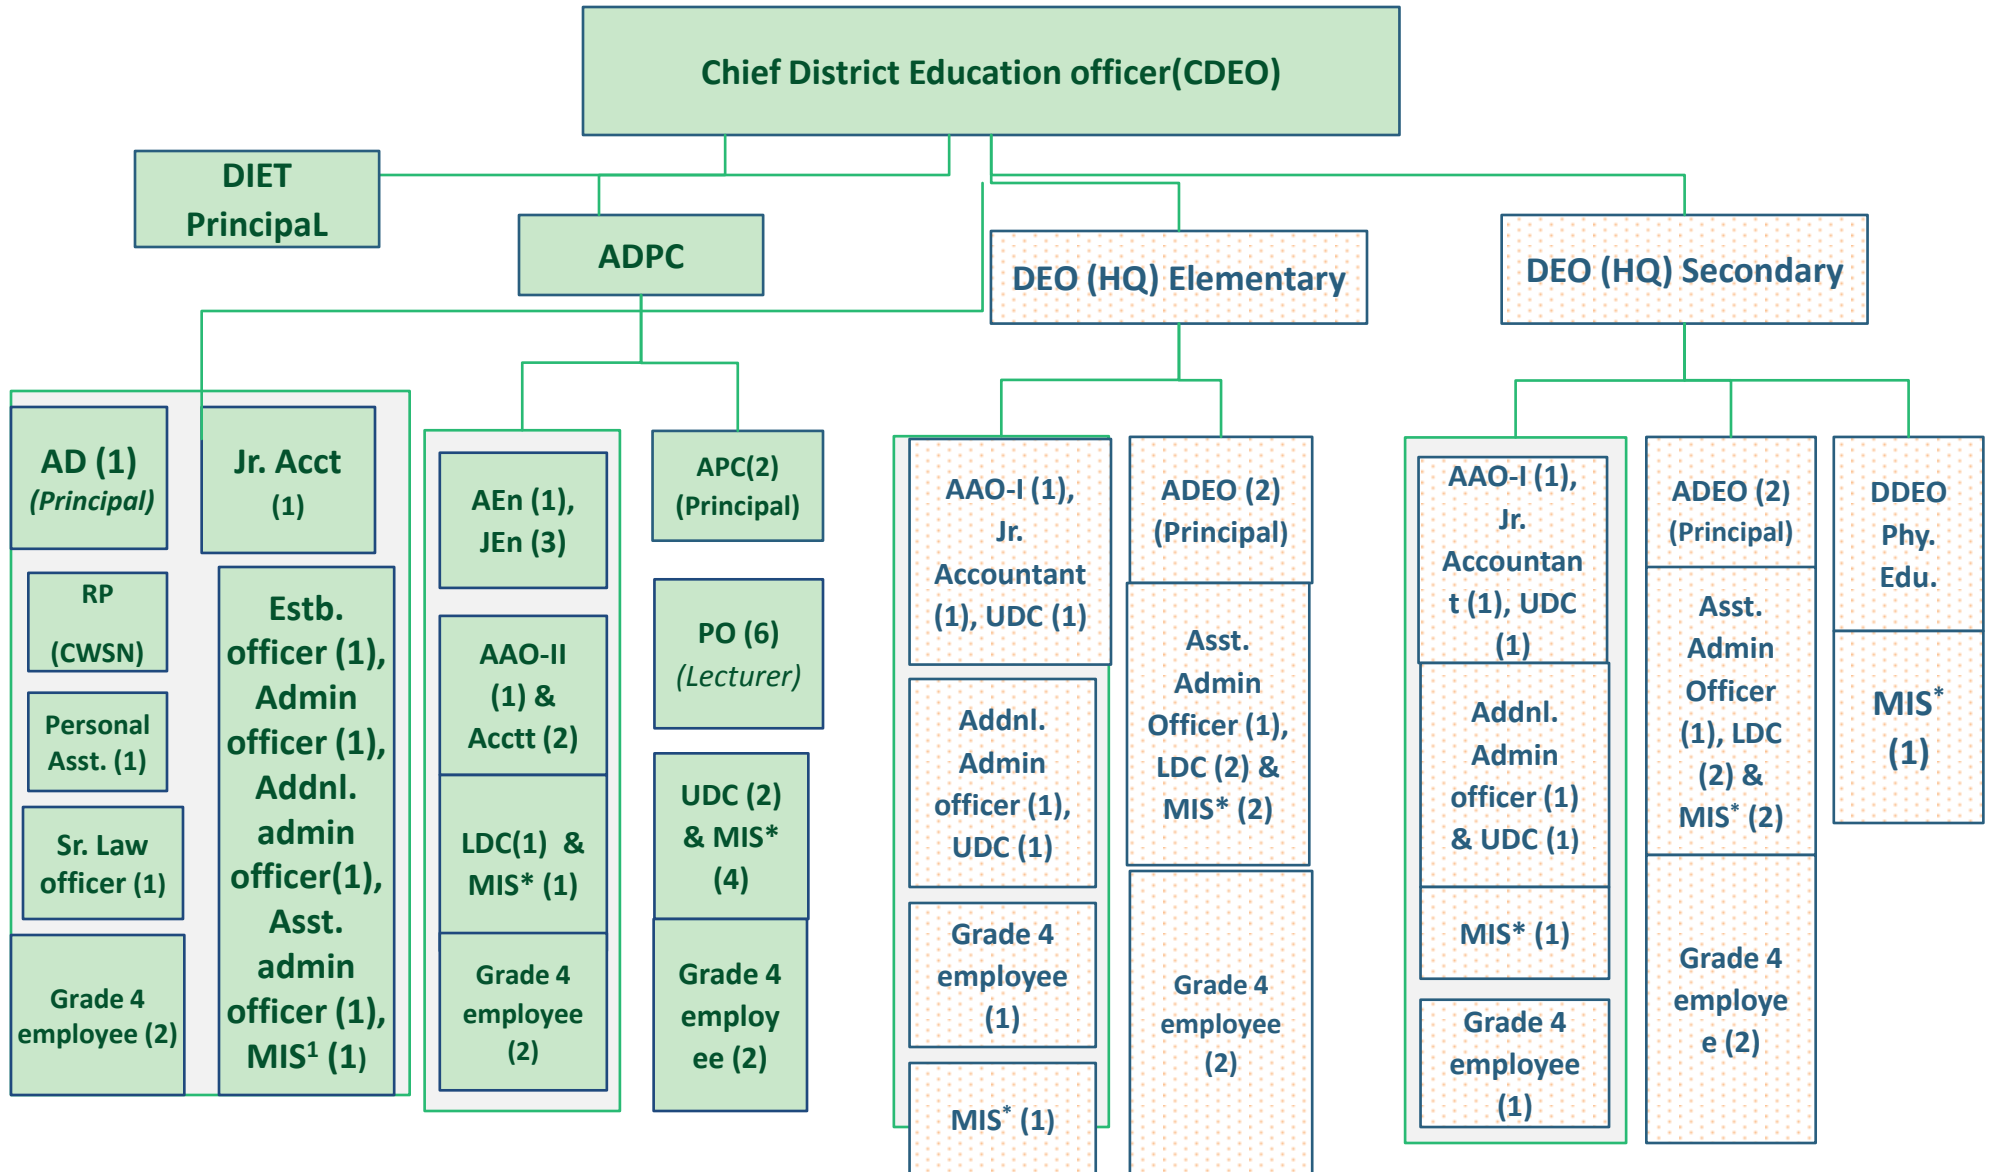 Chief District Education officer(CDEO)
DIET
PrincipaL
ADPC
DEO (HQ) Elementary
DEO (HQ) Secondary
AD (1)
(Principal)
Jr. Acct
(1)
RP
(CWSN)
Personal
Asst. (1)
Sr. Law
officer (1)
Grade 4
employee (2)
Estb.
officer (1),
Admin
officer (1),
Addnl.
admin
officer(1),
Asst.
admin
officer (1),
MIS¹ (1)
AEn (1),
JEn (3)
AAO-II
(1) &
Acctt (2)
LDC(1) &
MIS* (1)
Grade 4
employee
(2)
APC(2)
(Principal)
PO (6)
(Lecturer)
UDC (2)
& MIS*
(4)
Grade 4
employ
ee (2)
AAO-I (1),
Jr.
Accountant
(1), UDC (1)
Addnl.
Admin
officer (1),
UDC (1)
Grade 4
employee
(1)
MIS* (1)
ADEO (2)
(Principal)
Asst.
Admin
Officer (1),
LDC (2) &
MIS* (2)
Grade 4
employee
(2)
AAO-I (1),
Jr.
Accountan
t (1), UDC
(1)
Addnl.
Admin
officer (1)
& UDC (1)
MIS* (1)
Grade 4
employee
(1)
ADEO (2)
(Principal)
Asst.
Admin
Officer
(1), LDC
(2) &
MIS* (2)
Grade 4
employe
e (2)
DDEO
Phy.
Edu.
MIS*
(1)